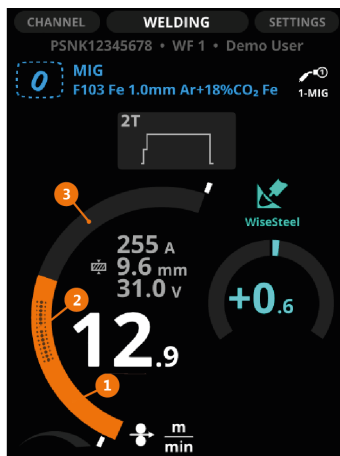 CHANNEL WELDING SETTINGS
PSNK12345678 • WF 1 • Demo User
0 MIG
F103 Fe 1.0mm Ar+18%CO₂ Fe
1
1-MIG
2T
3
WiseSteel
255 A
9.6 mm
31.0 V
+0.6
2
12.9
1
m
min